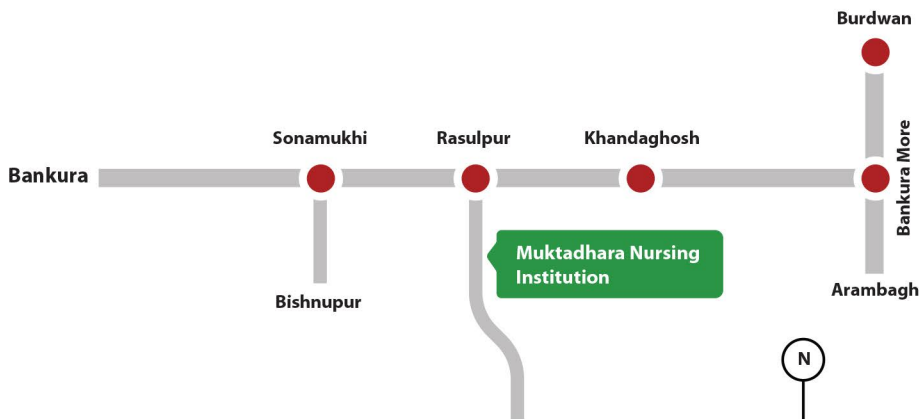 Burdwan
Sonamukhi
Rasulpur
Khandaghosh
Bankura
Bankura More
Muktadhara Nursing
Institution
Bishnupur
Arambagh
N